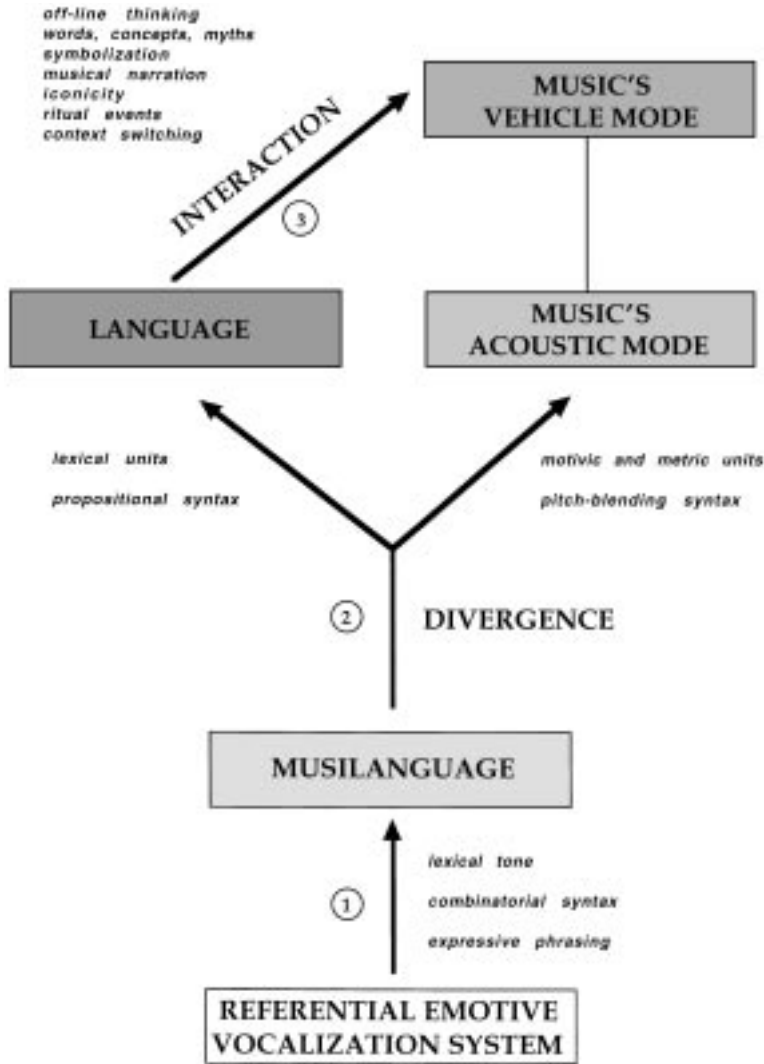 off-line thinking
words, concepts, myths
symbolization
musical narration
iconicity
ritual events
context switching
MUSIC'S
VEHICLE MODE
INTERACTION
3
LANGUAGE
MUSIC'S
ACOUSTIC MODE
lexical units
propositional syntax
motivic and metric units
pitch-blending syntax
2
DIVERGENCE
MUSILANGUAGE
1
lexical tone
combinatorial syntax
expressive phrasing
REFERENTIAL EMOTIVE
VOCALIZATION SYSTEM